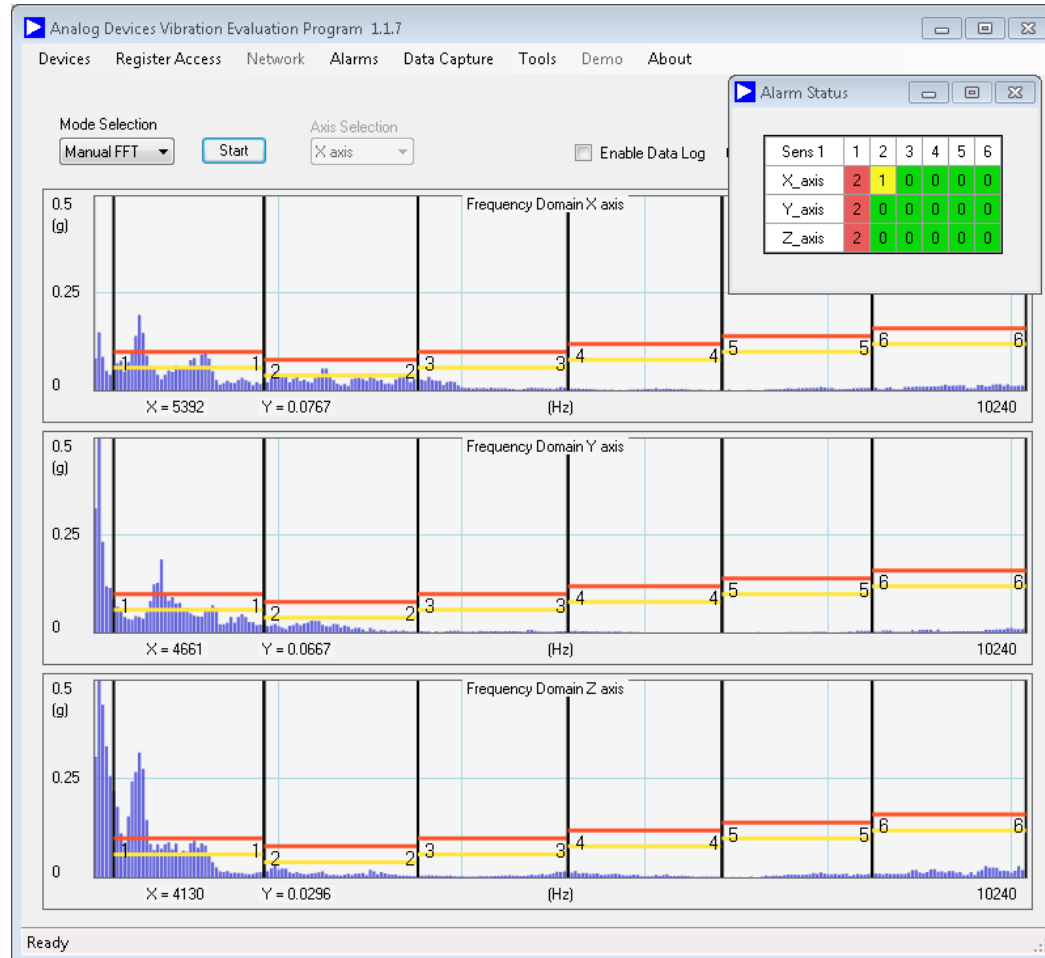 Analog Devices Vibration Evaluation Program 1.1.7
Devices Register Access Network Alarms Data Capture Tools Demo About
Alarm Status
Mode Selection
Axis Selection
Manual FFT
Start
X axis
Enable Data Log
Sens 1 1 2 3 4 5 6
X_axis 2 1 0 0 0 0
Y_axis 2 0 0 0 0 0
Z_axis 2 0 0 0 0 0
0.5
(g)
Frequency Domain X axis
0.25
1 1 2 2 3 3 4 4 5 5 6 6
0
X = 5392 Y = 0.0767 (Hz) 10240
0.5
(g)
Frequency Domain Y axis
0.25
1 1 2 2 3 3 4 4 5 5 6 6
0
X = 4661 Y = 0.0667 (Hz) 10240
0.5
(g)
Frequency Domain Z axis
0.25
1 1 2 2 3 3 4 4 5 5 6 6
0
X = 4130 Y = 0.0296 (Hz) 10240
Ready